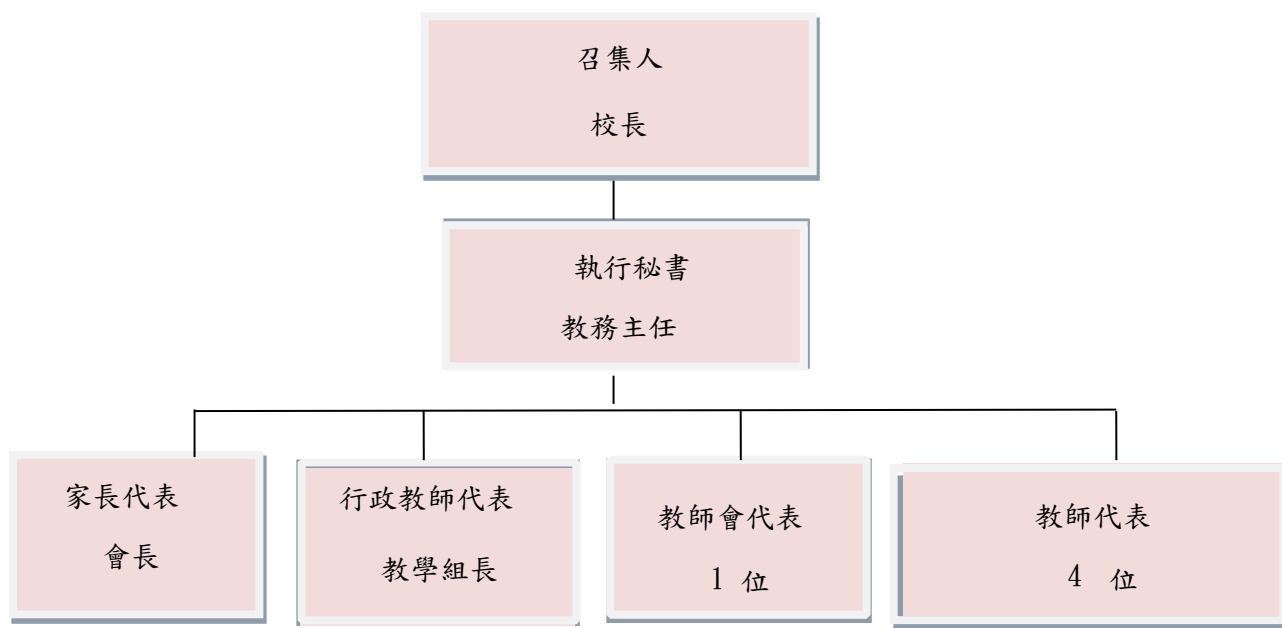 召集人
校長
執行秘書
教務主任
家長代表
會長
行政教師代表
教學組長
教師會代表
1 位
教師代表
4 位